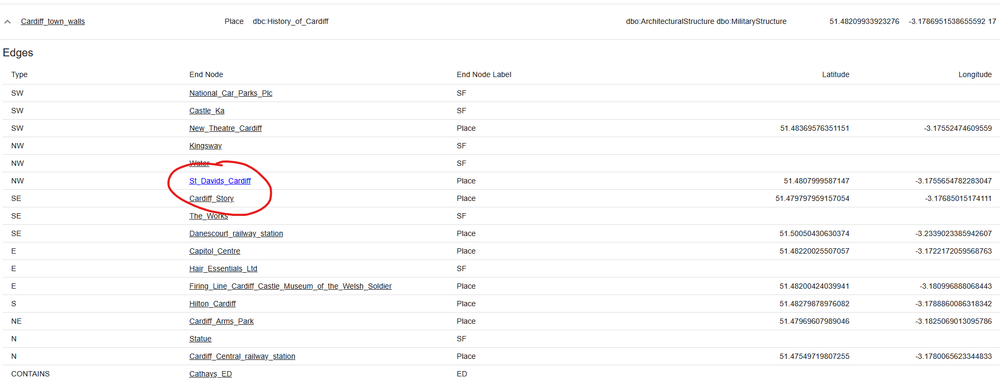 Cardiff_town_walls Place dbc:History_of_Cardiff dbo:ArchitecturalStructure dbo:MilitaryStructure 51.48209933923276 -3.1786951538655592 17
Edges
Type End Node End Node Label Latitude Longitude
SW National_Car_Parks_Plc SF
SW Castle_Ka SF
SW New_Theatre_Cardiff Place 51.48369576351151 -3.17552474609559
NW Kingsway SF
NW Water SF
NW St_Davids_Cardiff Place 51.4807999587147 -3.1755654782283047
SE Cardiff_Story Place 51.479797959157054 -3.17685015174111
SE The_Works SF
SE Danescourt_railway_station Place 51.50050430630374 -3.2339023385942607
E Capitol_Centre Place 51.48220025507057 -3.1722172059568763
E Hair_Essentials_Ltd SF
E Firing_Line_Cardiff_Castle_Museum_of_the_Welsh_Soldier Place 51.48200424039941 -3.180996888068443
S Hilton_Cardiff Place 51.48279878976082 -3.1788860086318342
NE Cardiff_Arms_Park Place 51.47969607989046 -3.1825069013095786
N Statue SF
N Cardiff_Central_railway_station Place 51.47549719807255 -3.1780065623344833
CONTAINS Cathays_ED ED